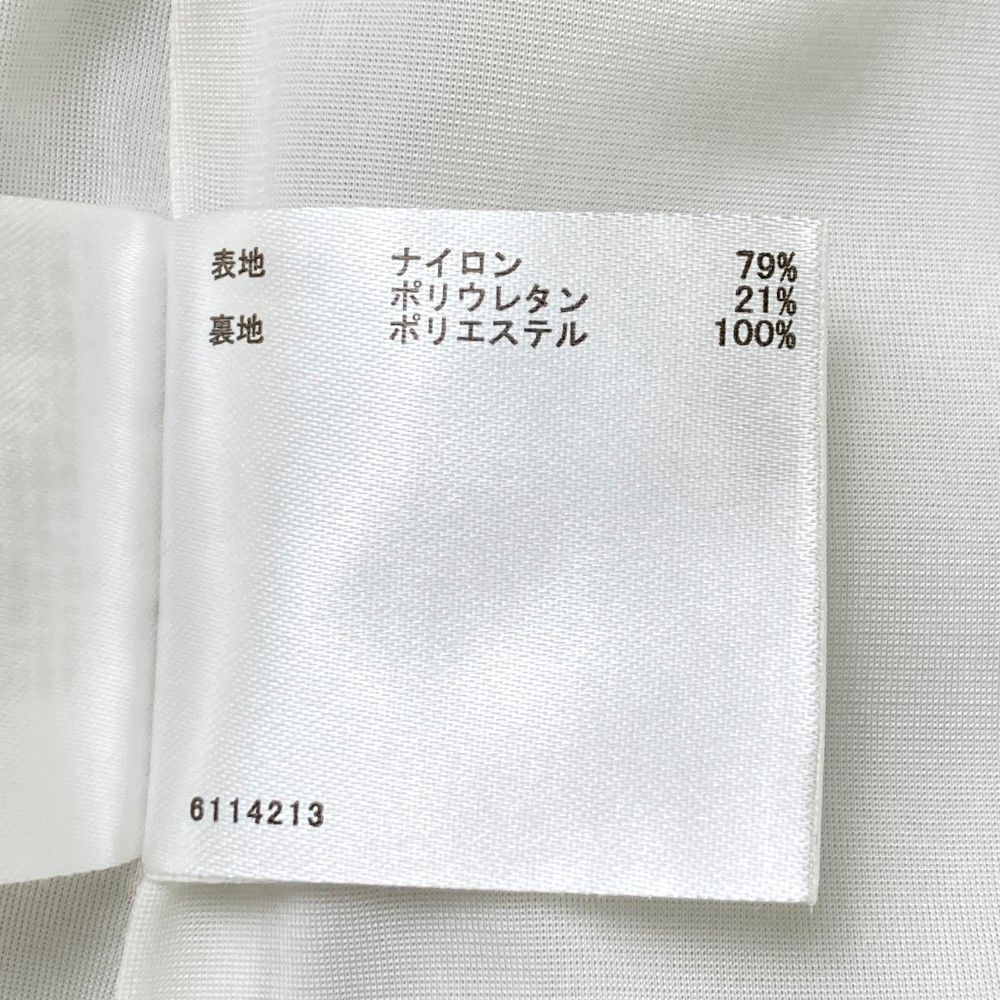 表地 ナイロン 79%
ポリウレタン 21%
裏地 ポリエステル 100%
6114213